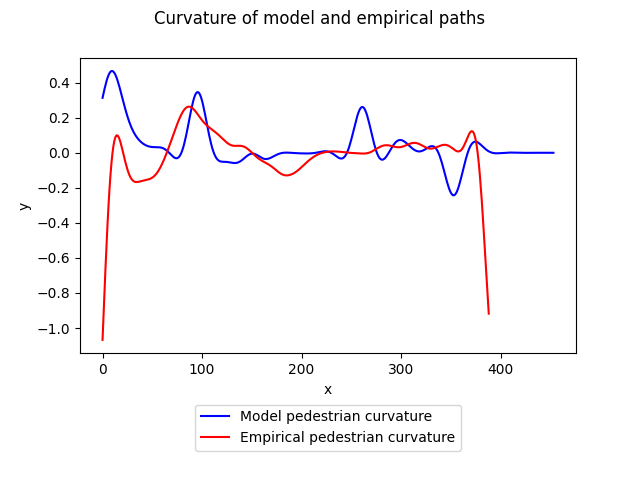 Curvature of model and empirical paths
0.4
0.2
0.0
−0.2
−0.4
−0.6
−0.8
−1.0
y
0 100 200 300 400
x
Model pedestrian curvature
Empirical pedestrian curvature